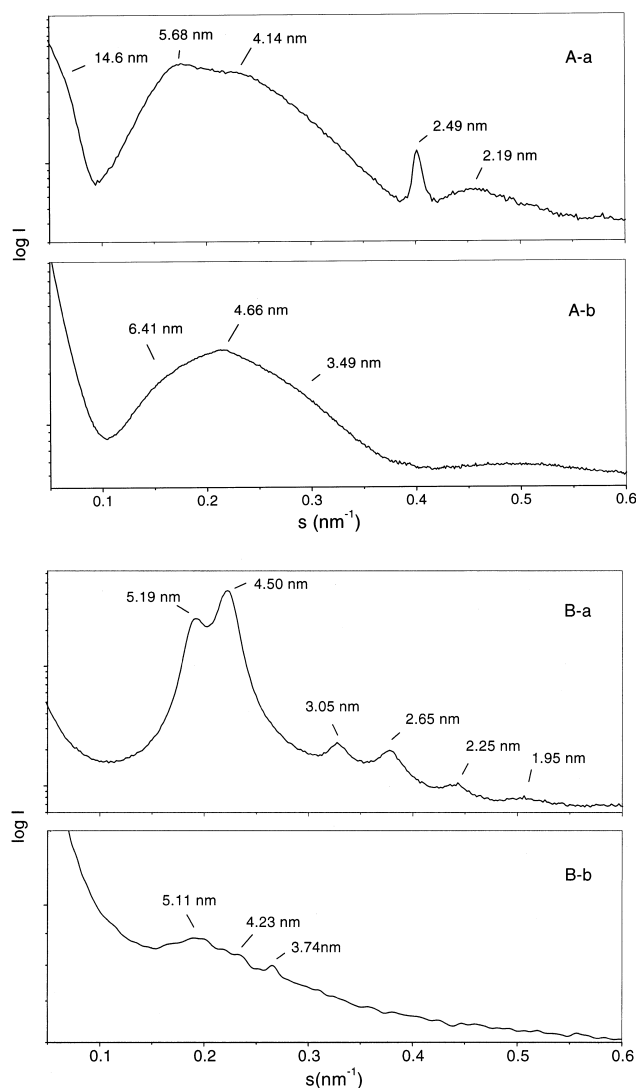 5.68 nm
4.14 nm
14.6 nm
A-a
2.49 nm
2.19 nm
log I
A-b
6.41 nm
4.66 nm
3.49 nm
0.1 0.2 0.3 0.4 0.5 0.6
s (nm-1)
5.19 nm
4.50 nm
B-a
3.05 nm
2.65 nm
2.25 nm
1.95 nm
log I
B-b
5.11 nm
4.23 nm
3.74nm
0.1 0.2 0.3 0.4 0.5 0.6
s(nm-1)